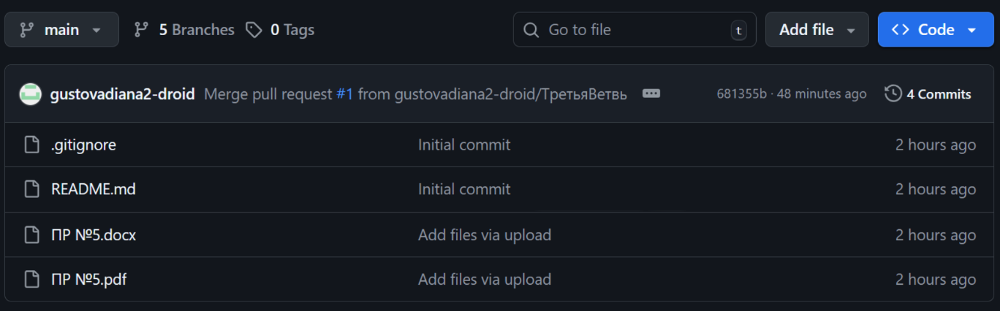 main 5 Branches 0 Tags Go to file t Add file Code
gustovadiana2-droid Merge pull request #1 from gustovadiana2-droid/ТретьяВетвь 681355b · 48 minutes ago 4 Commits
.gitignore Initial commit 2 hours ago
README.md Initial commit 2 hours ago
ПР №5.docx Add files via upload 2 hours ago
ПР №5.pdf Add files via upload 2 hours ago